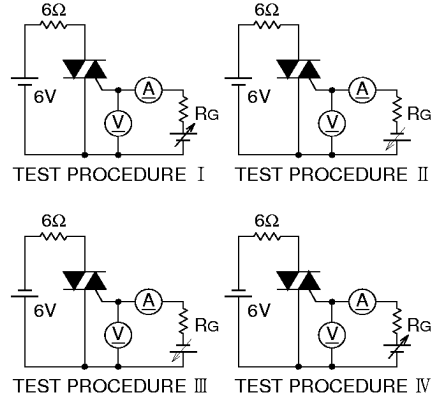 6Ω
6V
A
V
RG
TEST PROCEDURE Ⅰ
6Ω
6V
A
V
RG
TEST PROCEDURE Ⅱ
6Ω
6V
A
V
RG
TEST PROCEDURE Ⅲ
6Ω
6V
A
V
RG
TEST PROCEDURE Ⅳ